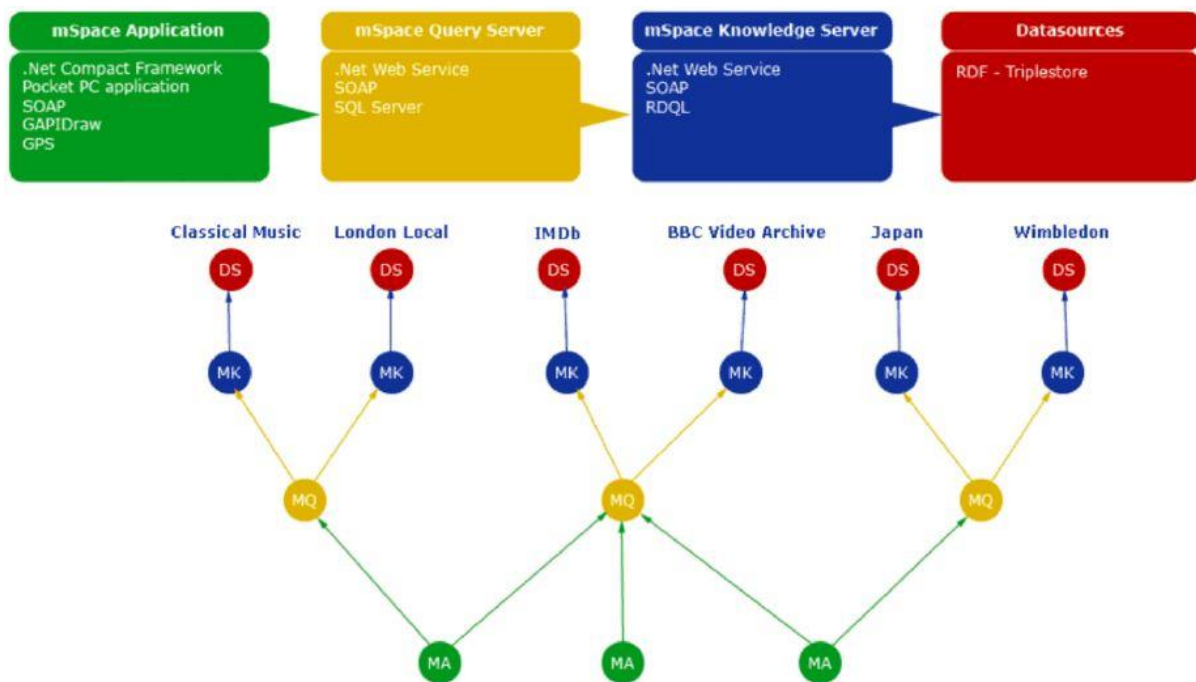 mSpace Application
.Net Compact Framework
Pocket PC application
SOAP
GAPIDraw
GPS
mSpace Query Server
.Net Web Service
SOAP
SQL Server
mSpace Knowledge Server
.Net Web Service
SOAP
RDQL
Datasources
RDF - Triplestore
Classical Music
London Local
IMDb
BBC Video Archive
Japan
Wimbledon
DS
DS
DS
DS
DS
DS
MK
MK
MK
MK
MK
MK
MQ
MQ
MQ
MA
MA
MA